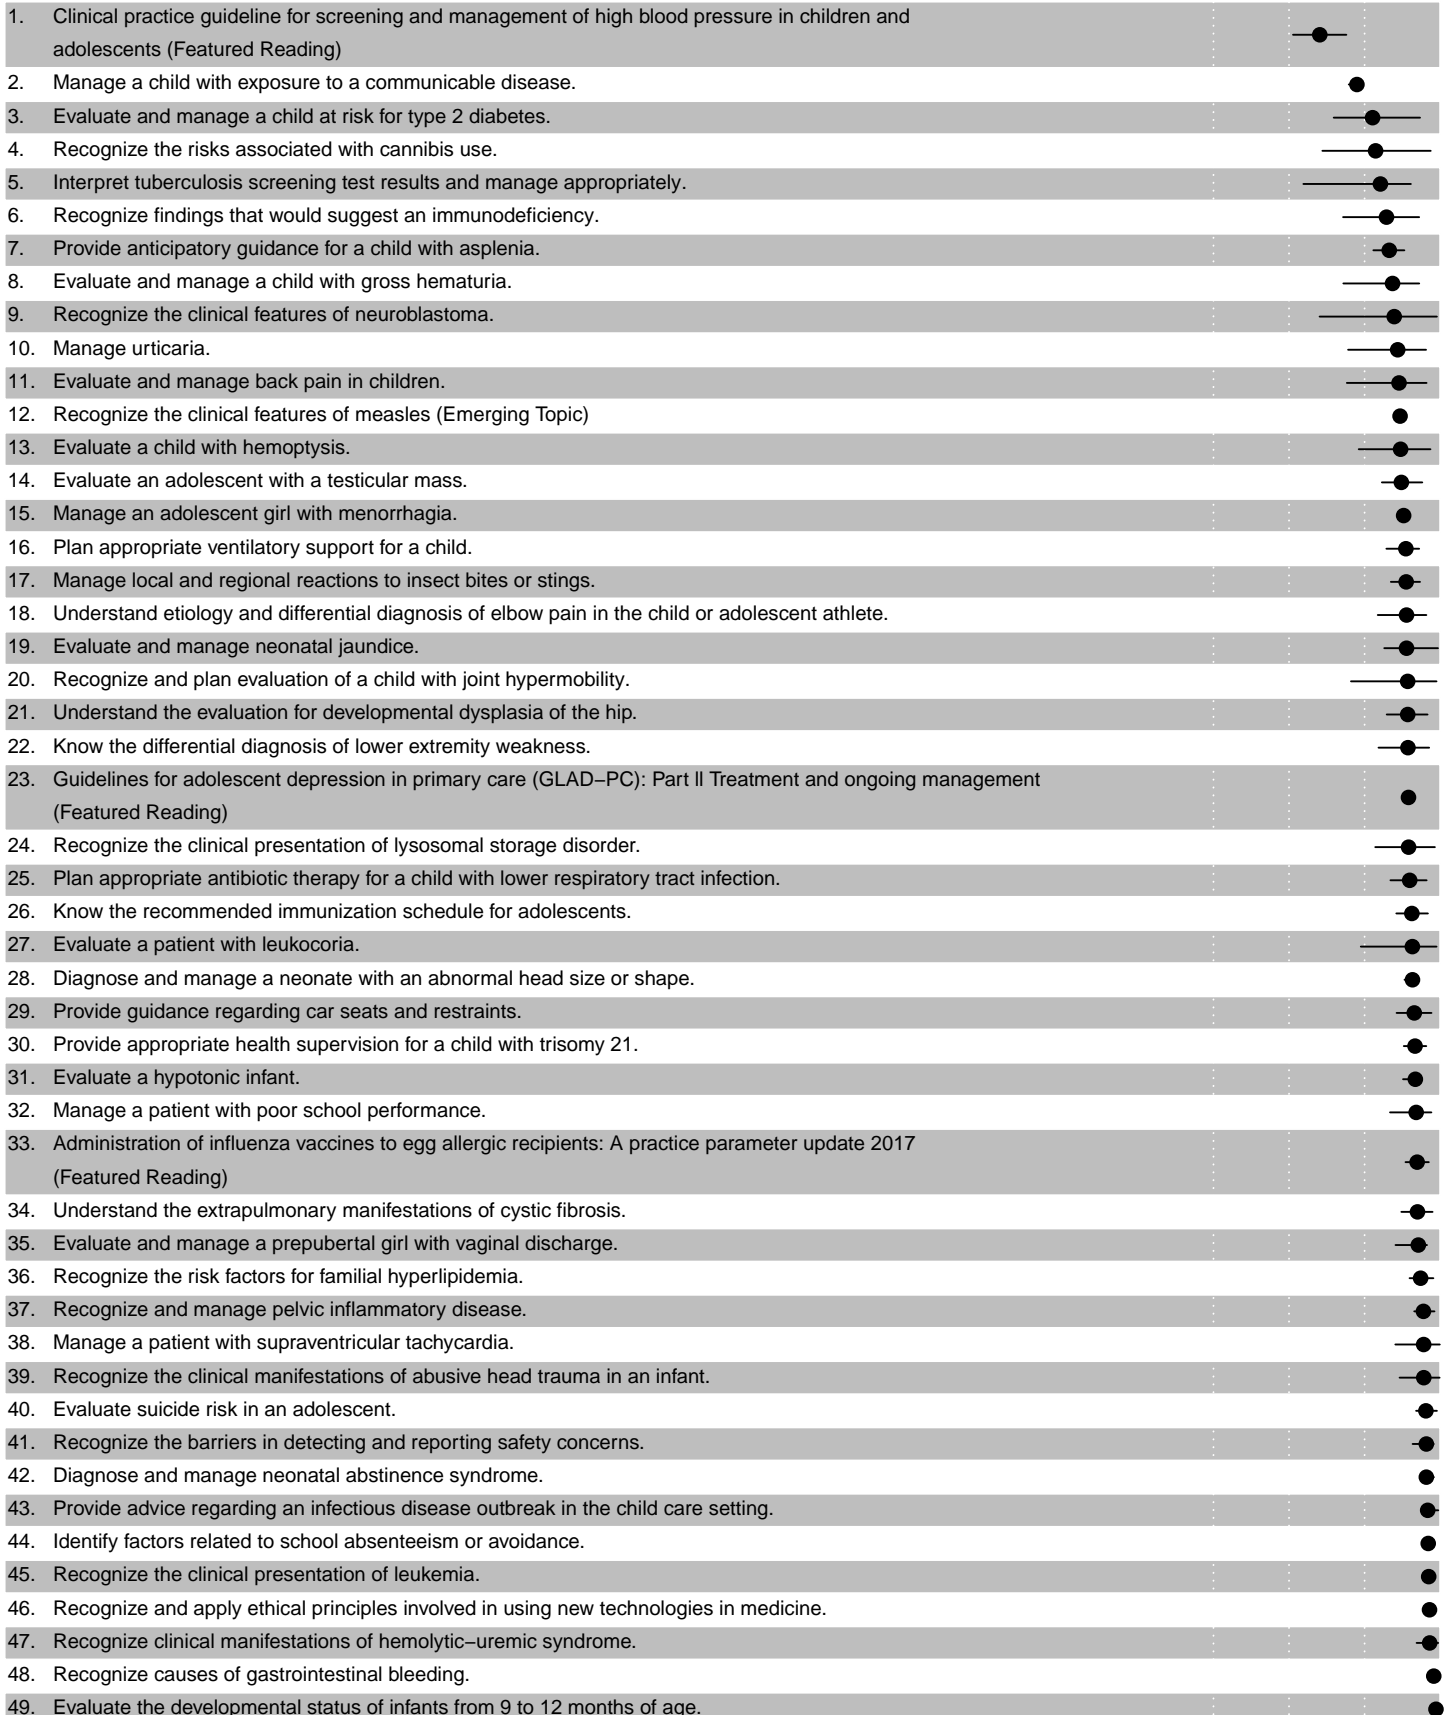 1. Clinical practice guideline for screening and management of high blood pressure in children and
adolescents (Featured Reading)
2. Manage a child with exposure to a communicable disease.
3. Evaluate and manage a child at risk for type 2 diabetes.
4. Recognize the risks associated with cannibis use.
5. Interpret tuberculosis screening test results and manage appropriately.
6. Recognize findings that would suggest an immunodeficiency.
7. Provide anticipatory guidance for a child with asplenia.
8. Evaluate and manage a child with gross hematuria.
9. Recognize the clinical features of neuroblastoma.
10. Manage urticaria.
11. Evaluate and manage back pain in children.
12. Recognize the clinical features of measles (Emerging Topic)
13. Evaluate a child with hemoptysis.
14. Evaluate an adolescent with a testicular mass.
15. Manage an adolescent girl with menorrhagia.
16. Plan appropriate ventilatory support for a child.
17. Manage local and regional reactions to insect bites or stings.
18. Understand etiology and differential diagnosis of elbow pain in the child or adolescent athlete.
19. Evaluate and manage neonatal jaundice.
20. Recognize and plan evaluation of a child with joint hypermobility.
21. Understand the evaluation for developmental dysplasia of the hip.
22. Know the differential diagnosis of lower extremity weakness.
23. Guidelines for adolescent depression in primary care (GLAD−PC): Part II Treatment and ongoing management
(Featured Reading)
24. Recognize the clinical presentation of lysosomal storage disorder.
25. Plan appropriate antibiotic therapy for a child with lower respiratory tract infection.
26. Know the recommended immunization schedule for adolescents.
27. Evaluate a patient with leukocoria.
28. Diagnose and manage a neonate with an abnormal head size or shape.
29. Provide guidance regarding car seats and restraints.
30. Provide appropriate health supervision for a child with trisomy 21.
31. Evaluate a hypotonic infant.
32. Manage a patient with poor school performance.
33. Administration of influenza vaccines to egg allergic recipients: A practice parameter update 2017
(Featured Reading)
34. Understand the extrapulmonary manifestations of cystic fibrosis.
35. Evaluate and manage a prepubertal girl with vaginal discharge.
36. Recognize the risk factors for familial hyperlipidemia.
37. Recognize and manage pelvic inflammatory disease.
38. Manage a patient with supraventricular tachycardia.
39. Recognize the clinical manifestations of abusive head trauma in an infant.
40. Evaluate suicide risk in an adolescent.
41. Recognize the barriers in detecting and reporting safety concerns.
42. Diagnose and manage neonatal abstinence syndrome.
43. Provide advice regarding an infectious disease outbreak in the child care setting.
44. Identify factors related to school absenteeism or avoidance.
45. Recognize the clinical presentation of leukemia.
46. Recognize and apply ethical principles involved in using new technologies in medicine.
47. Recognize clinical manifestations of hemolytic−uremic syndrome.
48. Recognize causes of gastrointestinal bleeding.
49. Evaluate the developmental status of infants from 9 to 12 months of age.